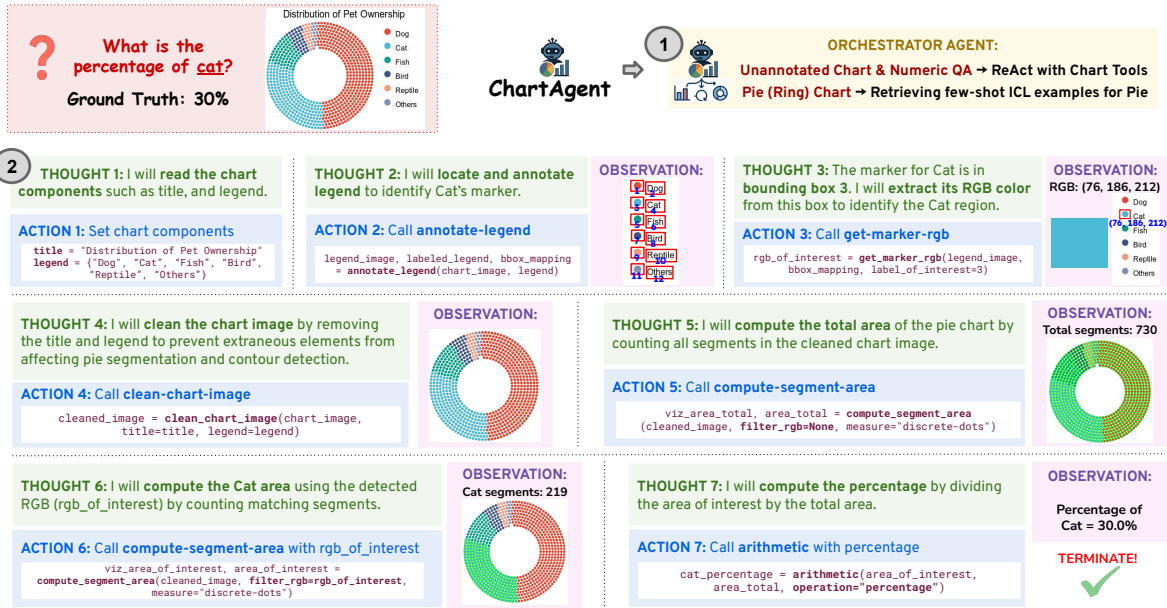 What is the
percentage of cat?
Ground Truth: 30%
Distribution of Pet Ownership
Dog
Cat
Fish
Bird
Reptile
Others
ChartAgent
1
ORCHESTRATOR AGENT:
Unannotated Chart & Numeric QA → ReAct with Chart Tools
Pie (Ring) Chart → Retrieving few-shot ICL examples for Pie
2
THOUGHT 1: I will read the chart
components such as title, and legend.
ACTION 1: Set chart components
title = "Distribution of Pet Ownership"
legend = {"Dog", "Cat", "Fish", "Bird",
"Reptile", "Others"}
THOUGHT 2: I will locate and annotate
legend to identify Cat's marker.
ACTION 2: Call annotate-legend
legend_image, labeled_legend, bbox_mapping
= annotate_legend(chart_image, legend)
OBSERVATION:
Dog
1 2
Cat
3 4
Fish
5 6
Bird
7 8
Reptile
9 10
Others
11 12
THOUGHT 3: The marker for Cat is in
bounding box 3. I will extract its RGB color
from this box to identify the Cat region.
ACTION 3: Call get-marker-rgb
rgb_of_interest = get_marker_rgb(legend_image,
bbox_mapping, label_of_interest=3)
OBSERVATION:
RGB: (76, 186, 212)
Dog
Cat
(76, 186, 212)
Fish
Bird
Reptile
Others
THOUGHT 4: I will clean the chart image by removing
the title and legend to prevent extraneous elements from
affecting pie segmentation and contour detection.
ACTION 4: Call clean-chart-image
cleaned_image = clean_chart_image(chart_image,
title=title, legend=legend)
OBSERVATION:
THOUGHT 5: I will compute the total area of the pie chart by
counting all segments in the cleaned chart image.
ACTION 5: Call compute-segment-area
viz_area_total, area_total = compute_segment_area
(cleaned_image, filter_rgb=None, measure="discrete-dots")
OBSERVATION:
Total segments: 730
THOUGHT 6: I will compute the Cat area using the detected
RGB (rgb_of_interest) by counting matching segments.
ACTION 6: Call compute-segment-area with rgb_of_interest
viz_area_of_interest, area_of_interest =
compute_segment_area(cleaned_image, filter_rgb=rgb_of_interest,
measure="discrete-dots")
OBSERVATION:
Cat segments: 219
THOUGHT 7: I will compute the percentage by dividing
the area of interest by the total area.
ACTION 7: Call arithmetic with percentage
cat_percentage = arithmetic(area_of_interest,
area_total, operation="percentage")
OBSERVATION:
Percentage of
Cat = 30.0%
TERMINATE!